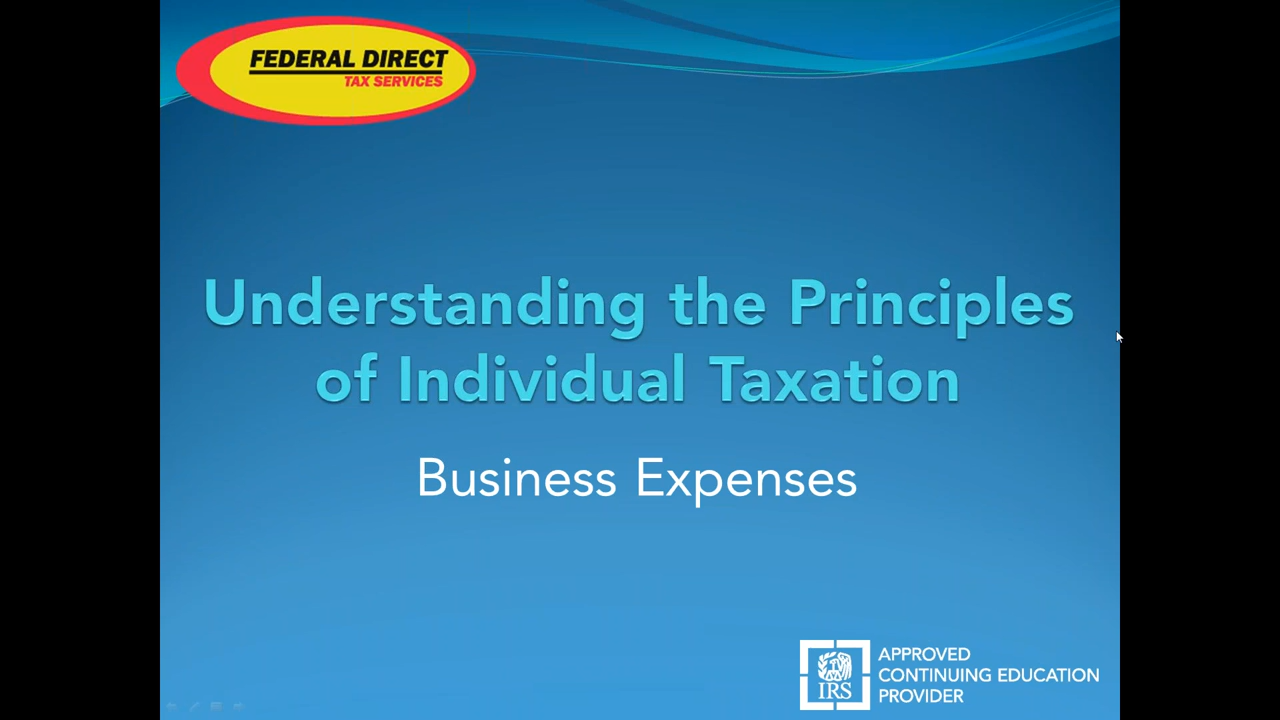 FEDERAL DIRECT
TAX SERVICES
Understanding the Principles
of Individual Taxation
Business Expenses
IRS
APPROVED
CONTINUING EDUCATION
PROVIDER